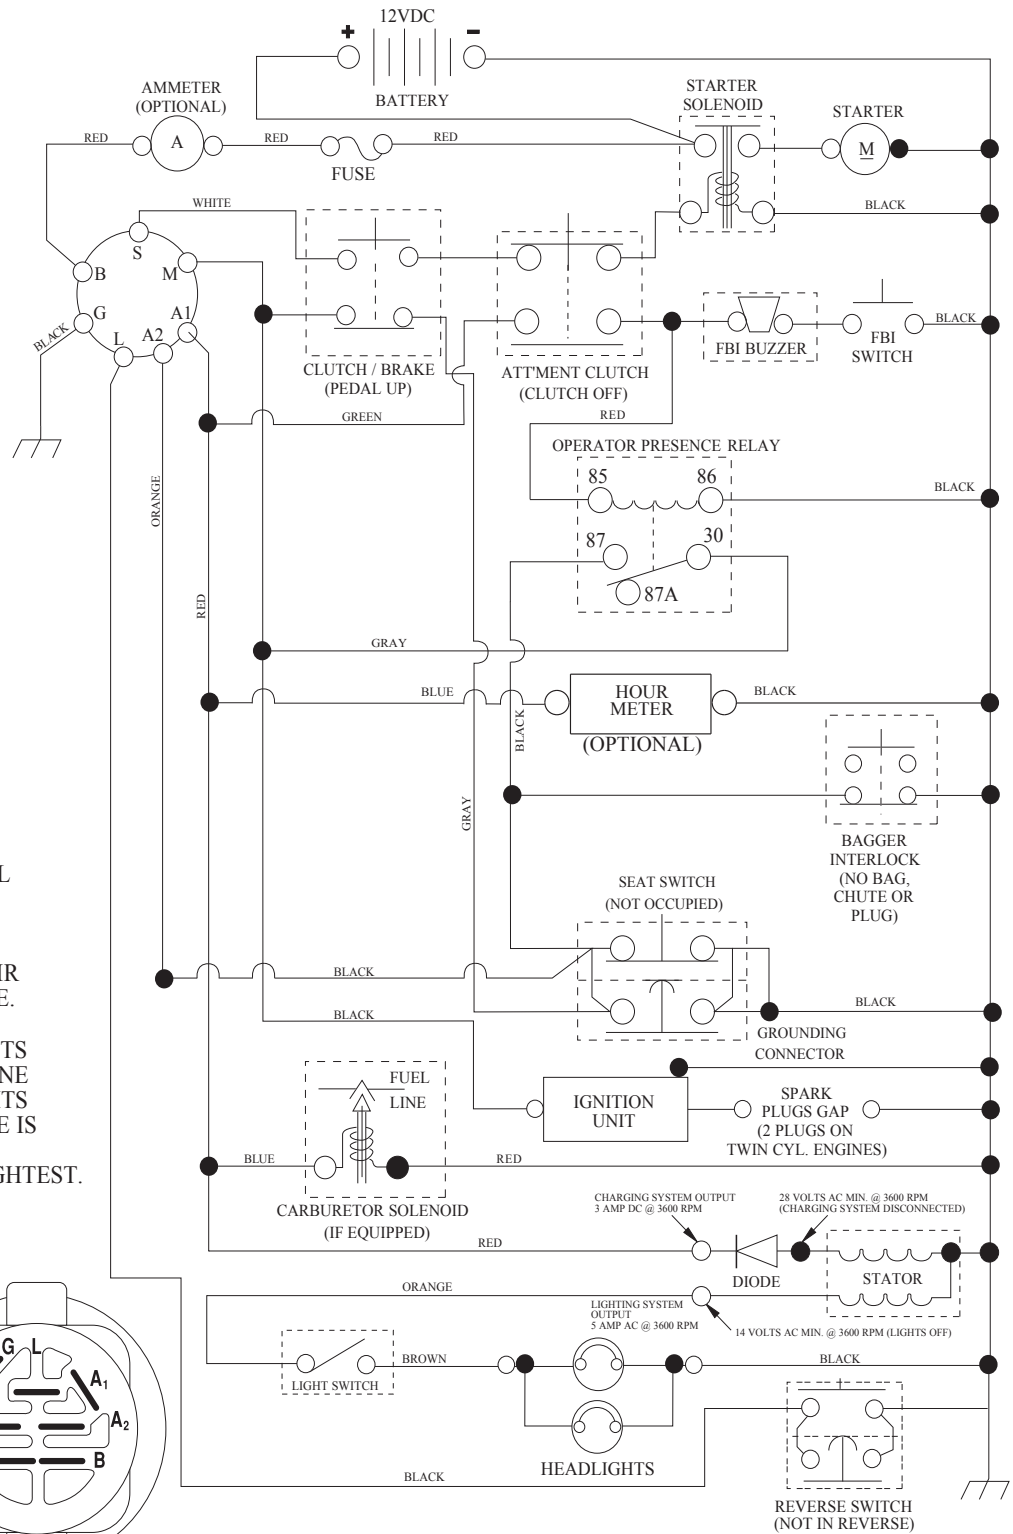 12VDC
+
-
BATTERY
AMMETER
(OPTIONAL)
STARTER
SOLENOID
STARTER
RED
A
RED
RED
FUSE
M
WHITE
BLACK
S
B
M
G
A1
L
A2
BLACK
CLUTCH / BRAKE
(PEDAL UP)
ATT'MENT CLUTCH
(CLUTCH OFF)
FBI BUZZER
FBI
SWITCH
BLACK
GREEN
RED
OPERATOR PRESENCE RELAY
85
86
BLACK
ORANGE
87
30
87A
RED
GRAY
BLUE
HOUR
METER
BLACK
(OPTIONAL)
BLACK
GRAY
BAGGER
INTERLOCK
(NO BAG,
CHUTE OR
PLUG)
L
SEAT SWITCH
(NOT OCCUPIED)
IR
E.
BLACK
BLACK
BLACK
GROUNDING
CONNECTOR
TS
NE
TS
E IS
GHTEST.
FUEL
LINE
IGNITION
UNIT
SPARK
PLUGS GAP
(2 PLUGS ON
TWIN CYL. ENGINES)
BLUE
RED
CARBURETOR SOLENOID
(IF EQUIPPED)
CHARGING SYSTEM OUTPUT
3 AMP DC @ 3600 RPM
28 VOLTS AC MIN. @ 3600 RPM
(CHARGING SYSTEM DISCONNECTED)
RED
DIODE
STATOR
ORANGE
LIGHTING SYSTEM
OUTPUT
5 AMP AC @ 3600 RPM
14 VOLTS AC MIN. @ 3600 RPM (LIGHTS OFF)
G
L
A1
A2
B
LIGHT SWITCH
BROWN
BLACK
HEADLIGHTS
BLACK
REVERSE SWITCH
(NOT IN REVERSE)